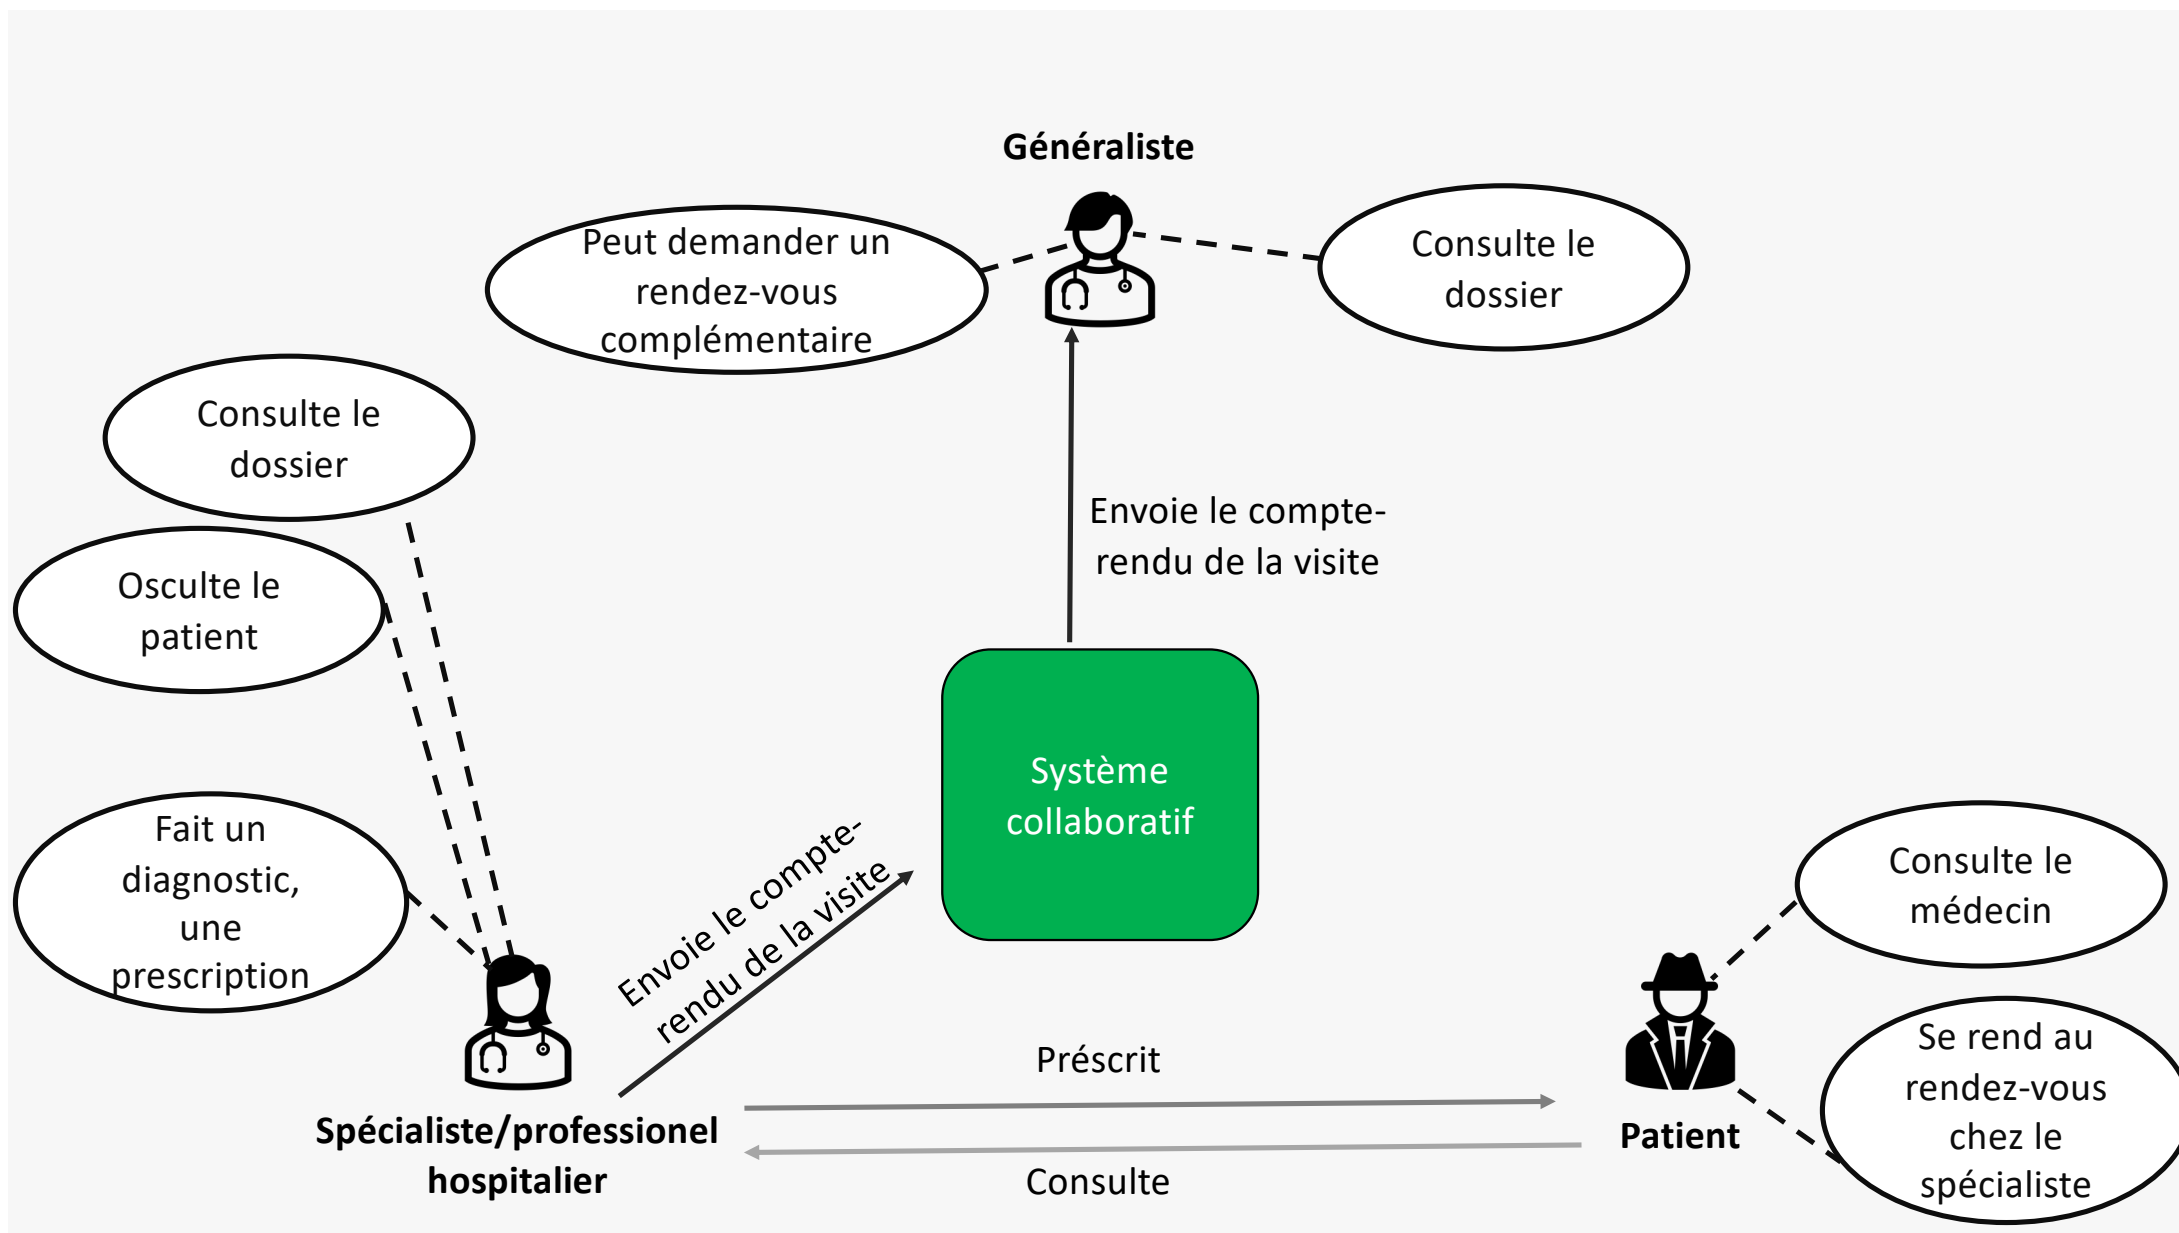 Généraliste
Peut demander un
rendez-vous
complémentaire
Consulte le
dossier
Consulte le
dossier
Envoie le compte-
rendu de la visite
Osculte le
patient
Système
collaboratif
Fait un
diagnostic,
une
prescription
Envoie le compte-
rendu de la visite
Consulte le
médecin
Se rend au
rendez-vous
chez le
spécialiste
Préscrit
Spécialiste/professionel
hospitalier
Patient
Consulte